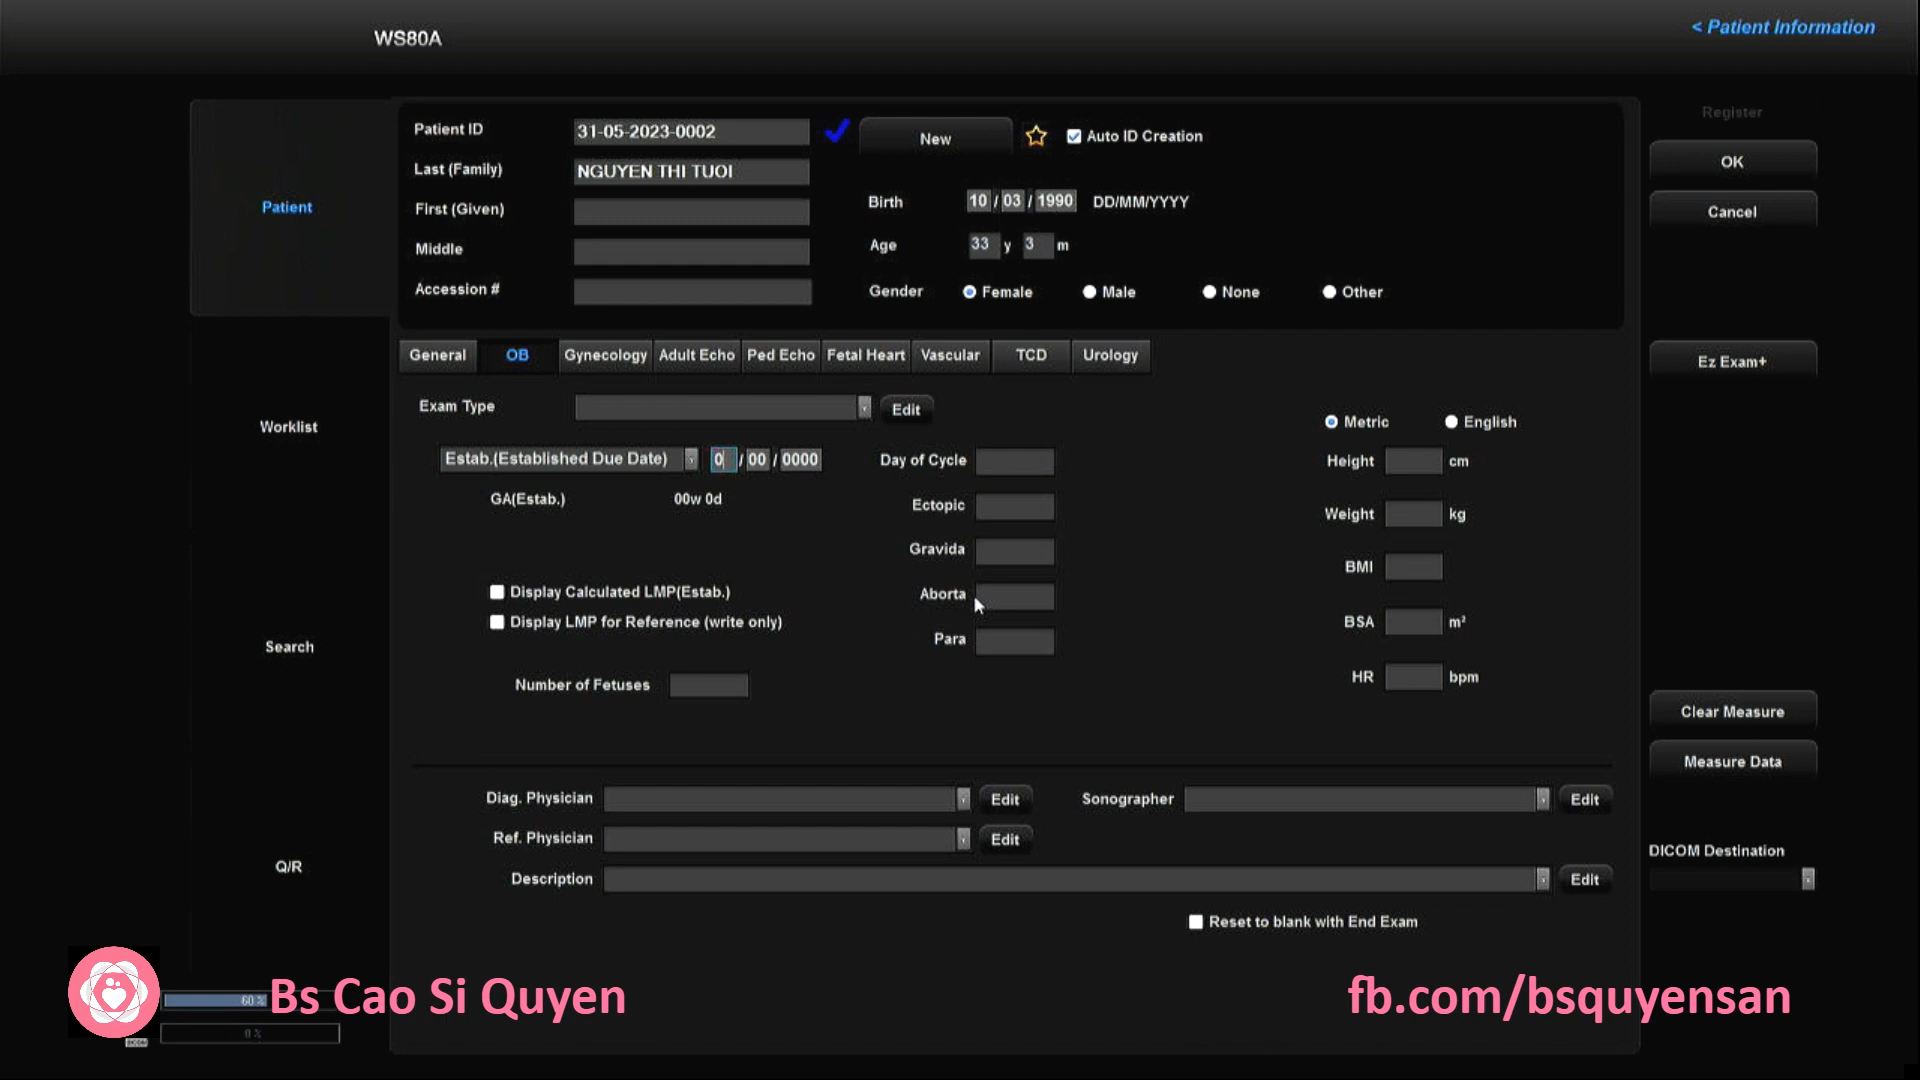 WS80A
< Patient Information
Patient
Worklist
Search
Q/R
Patient ID 31-05-2023-0002 New Auto ID Creation
Last (Family) NGUYEN THI TUOI
First (Given)
Middle
Accession #
Birth 10 / 03 / 1990 DD/MM/YYYY
Age 33 y 3 m
Gender Female Male None Other
General OB Gynecology Adult Echo Ped Echo Fetal Heart Vascular TCD Urology
Exam Type Edit
Estab.(Established Due Date) 0 / 00 / 0000
GA(Estab.) 00w 0d
Display Calculated LMP(Estab.)
Display LMP for Reference (write only)
Number of Fetuses
Day of Cycle
Ectopic
Gravida
Aborta
Para
Metric English
Height cm
Weight kg
BMI
BSA m²
HR bpm
Diag. Physician Edit Sonographer Edit
Ref. Physician Edit
Description Edit
Reset to blank with End Exam
Register
OK
Cancel
Ez Exam+
Clear Measure
Measure Data
DICOM Destination
60 %
0 %
Bs Cao Si Quyen
fb.com/bsquyensan